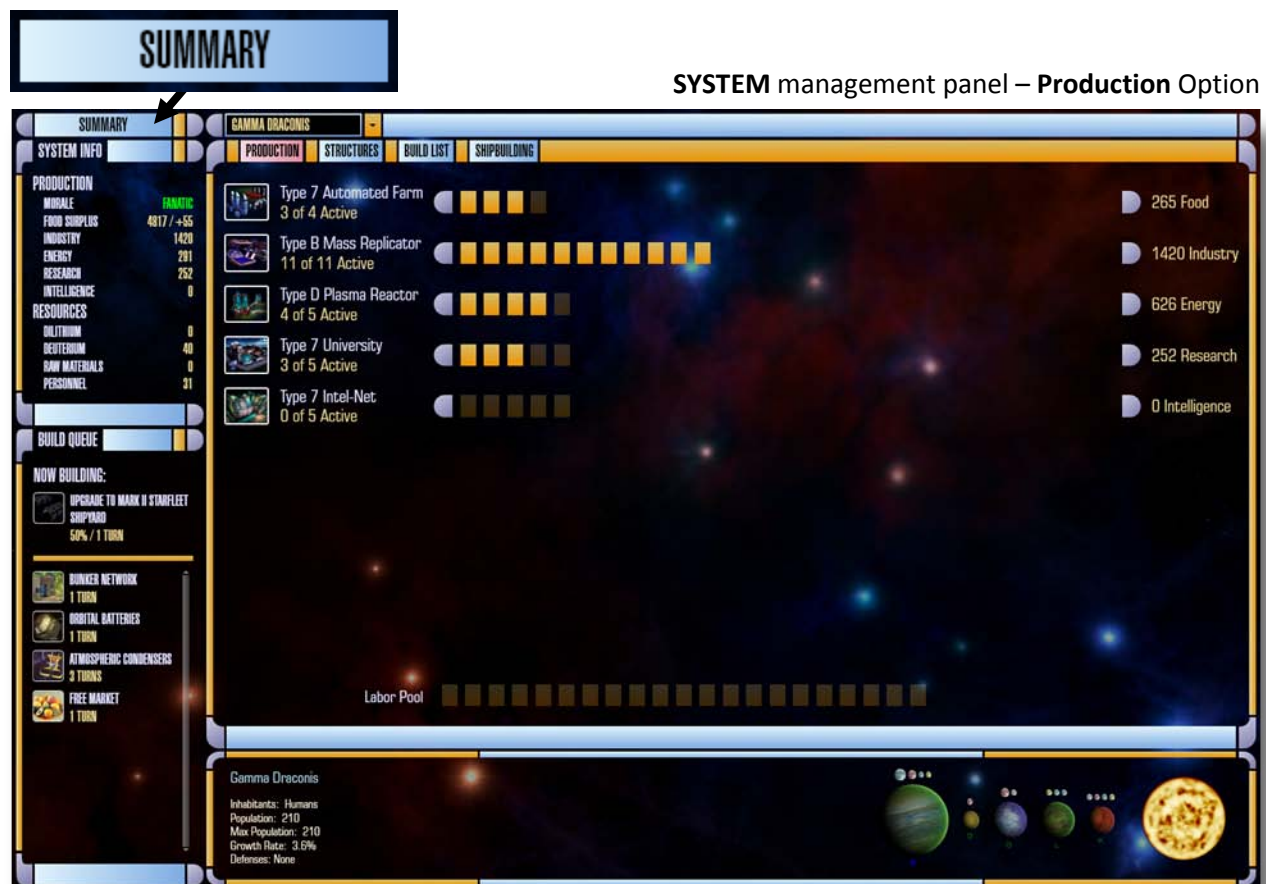 SUMMARY
SYSTEM management panel – Production Option
SUMMARY
SYSTEM INFO
PRODUCTION
MORALE FANATIC
FOOD SURPLUS 4817 / +55
INDUSTRY 1420
ENERGY 291
RESEARCH 252
INTELLIGENCE 0
RESOURCES
DILITHIUM 0
DEUTERIUM 40
RAW MATERIALS 0
PERSONNEL 31
BUILD QUEUE
NOW BUILDING:
UPGRADE TO MARK II STARFLEET
SHIPYARD
50% / 1 TURN
BUNKER NETWORK
1 TURN
ORBITAL BATTERIES
1 TURN
ATMOSPHERIC CONDENSERS
3 TURNS
FREE MARKET
1 TURN
GAMMA DRACONIS
PRODUCTION STRUCTURES BUILD LIST SHIPBUILDING
Type 7 Automated Farm
3 of 4 Active
265 Food
Type B Mass Replicator
11 of 11 Active
1420 Industry
Type D Plasma Reactor
4 of 5 Active
626 Energy
Type 7 University
3 of 5 Active
252 Research
Type 7 Intel-Net
0 of 5 Active
0 Intelligence
Labor Pool
Gamma Draconis
Inhabitants: Humans
Population: 210
Max Population: 210
Growth Rate: 3.6%
Defenses: None